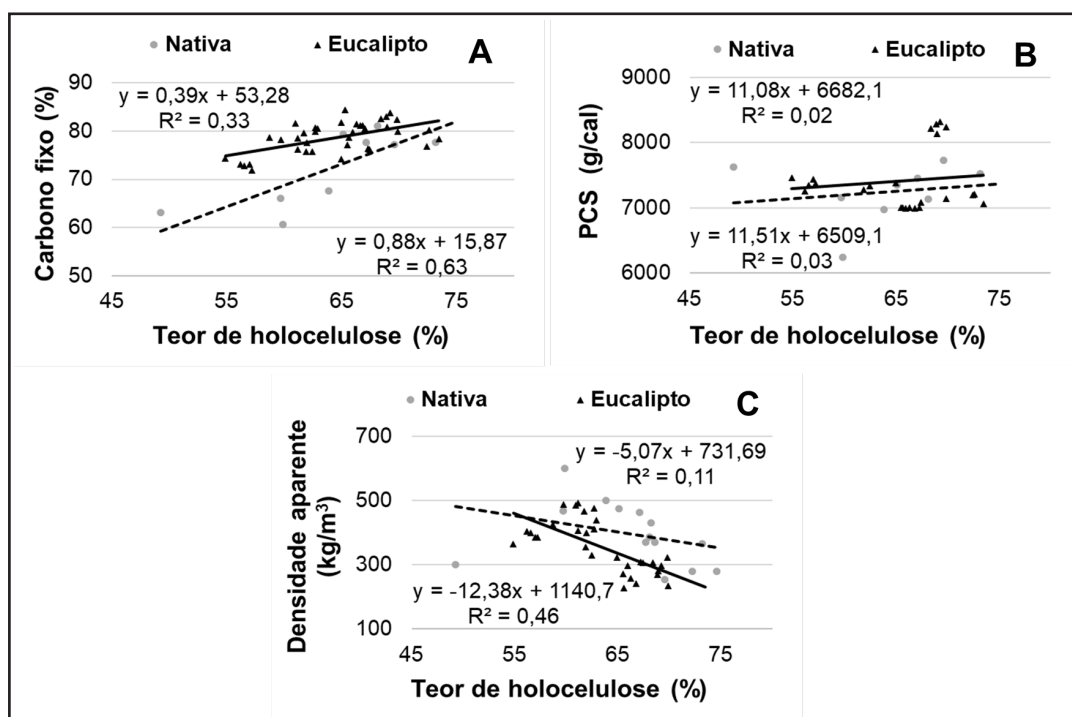 Nativa Eucalipto A
Carbono fixo (%)
90
80
70
60
50
y = 0,39x + 53,28
R² = 0,33
y = 0,88x + 15,87
R² = 0,63
45 55 65 75
Teor de holocelulose (%)
Nativa Eucalipto B
PCS (g/cal)
9000
8000
7000
6000
y = 11,08x + 6682,1
R² = 0,02
y = 11,51x + 6509,1
R² = 0,03
45 55 65 75
Teor de holocelulose (%)
Nativa Eucalipto C
Densidade aparente
(kg/m³)
700
500
300
100
y = -5,07x + 731,69
R² = 0,11
y = -12,38x + 1140,7
R² = 0,46
45 55 65 75
Teor de holocelulose (%)